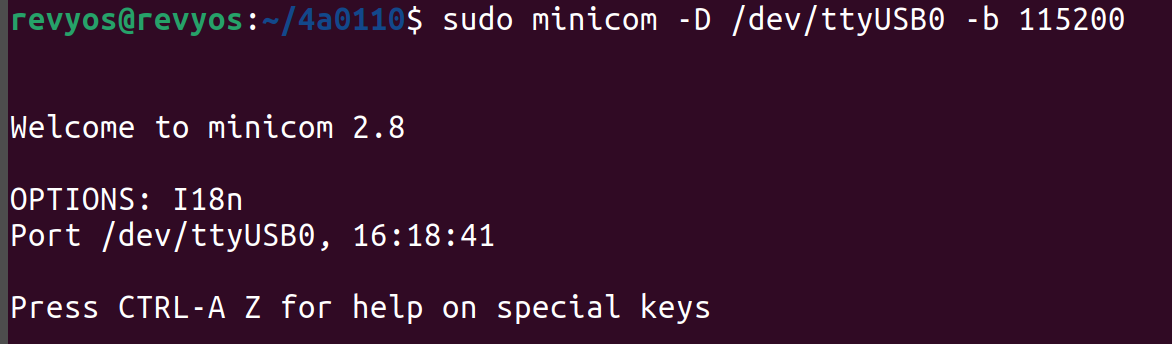 revyos@revyos:~/4a0110$ sudo minicom -D /dev/ttyUSB0 -b 115200
Welcome to minicom 2.8
OPTIONS: I18n
Port /dev/ttyUSB0, 16:18:41
Press CTRL-A Z for help on special keys